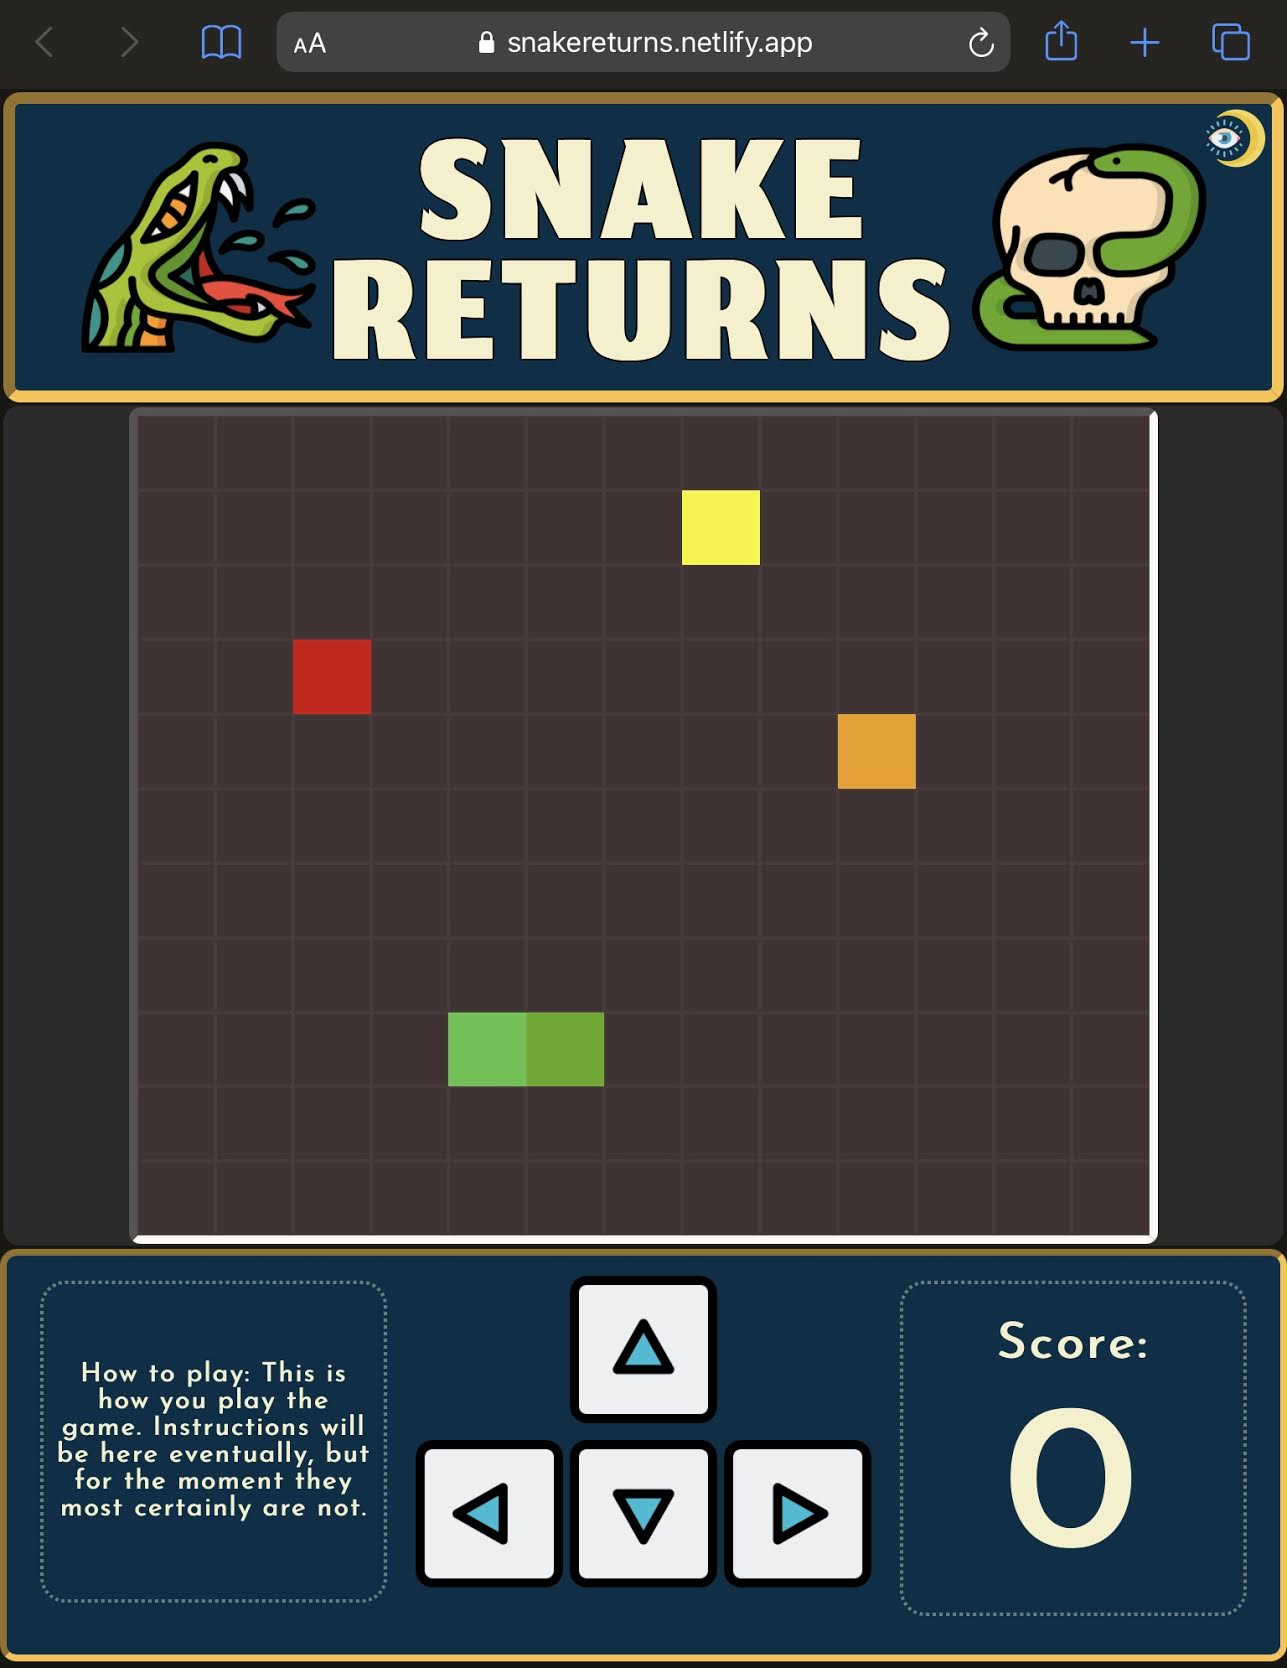 AA
snakereturns.netlify.app
SNAKE
RETURNS
How to play: This is
how you play the
game. Instructions will
be here eventually, but
for the moment they
most certainly are not.
Score:
0